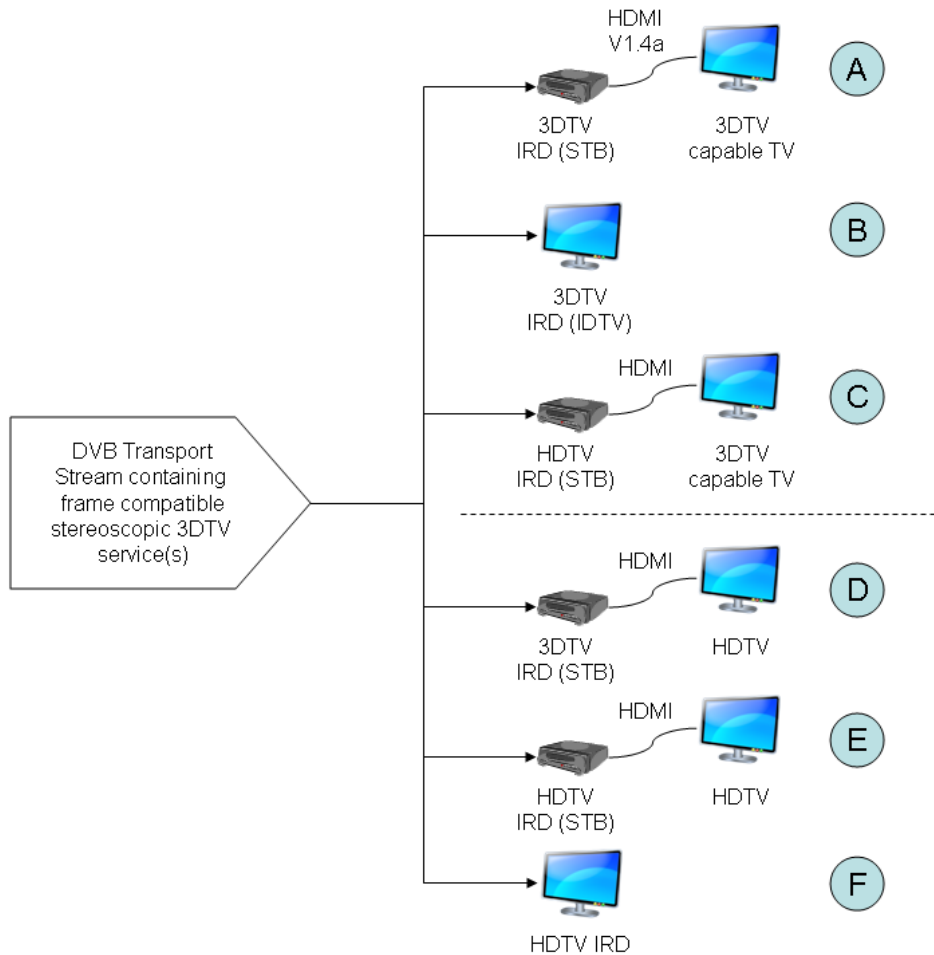 HDMI
V1.4a
A
3DTV
IRD (STB)
3DTV
capable TV
B
3DTV
IRD (IDTV)
HDMI
C
HDTV
IRD (STB)
3DTV
capable TV
DVB Transport
Stream containing
frame compatible
stereoscopic 3DTV
service(s)
HDMI
D
3DTV
IRD (STB)
HDTV
HDMI
E
HDTV
IRD (STB)
HDTV
F
HDTV IRD